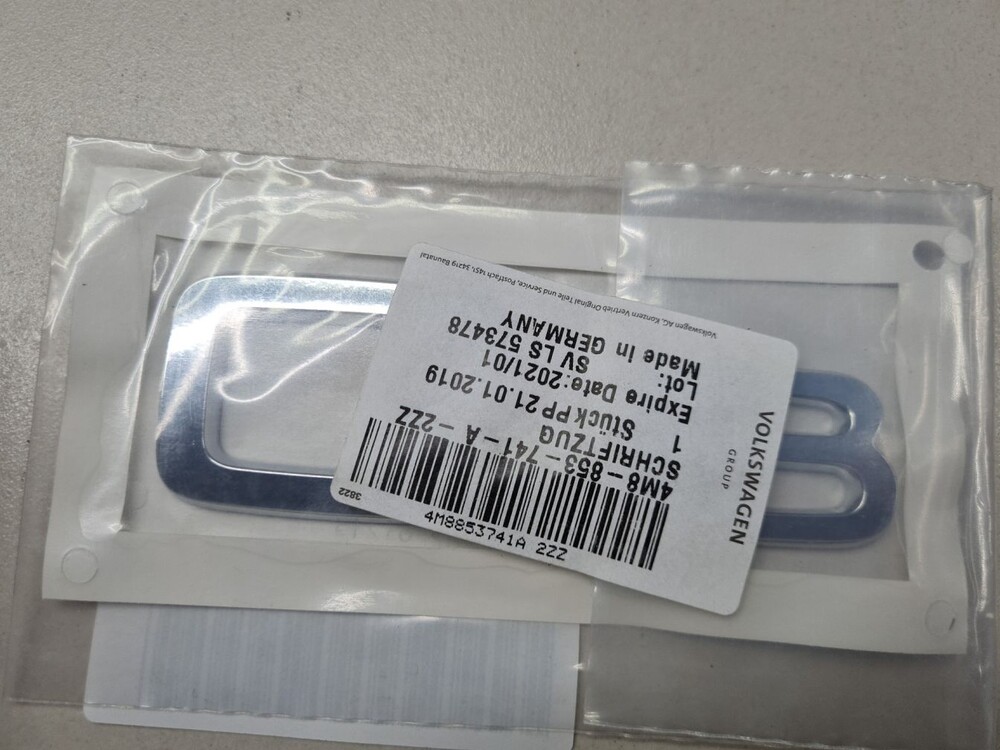 VOLKSWAGEN
GROUP
4M8853741A 2ZZ
3822
4M8-853-741-A -2ZZ
SCHRIFTZUG
1 Stück PP 21.01.2019
Expire Date:2021/01
Lot: SV LS 573478
Made in GERMANY
Volkswagen AG, Konzern Vertrieb Original Teile und Service, Postfach 1451, 34219 Baunatal